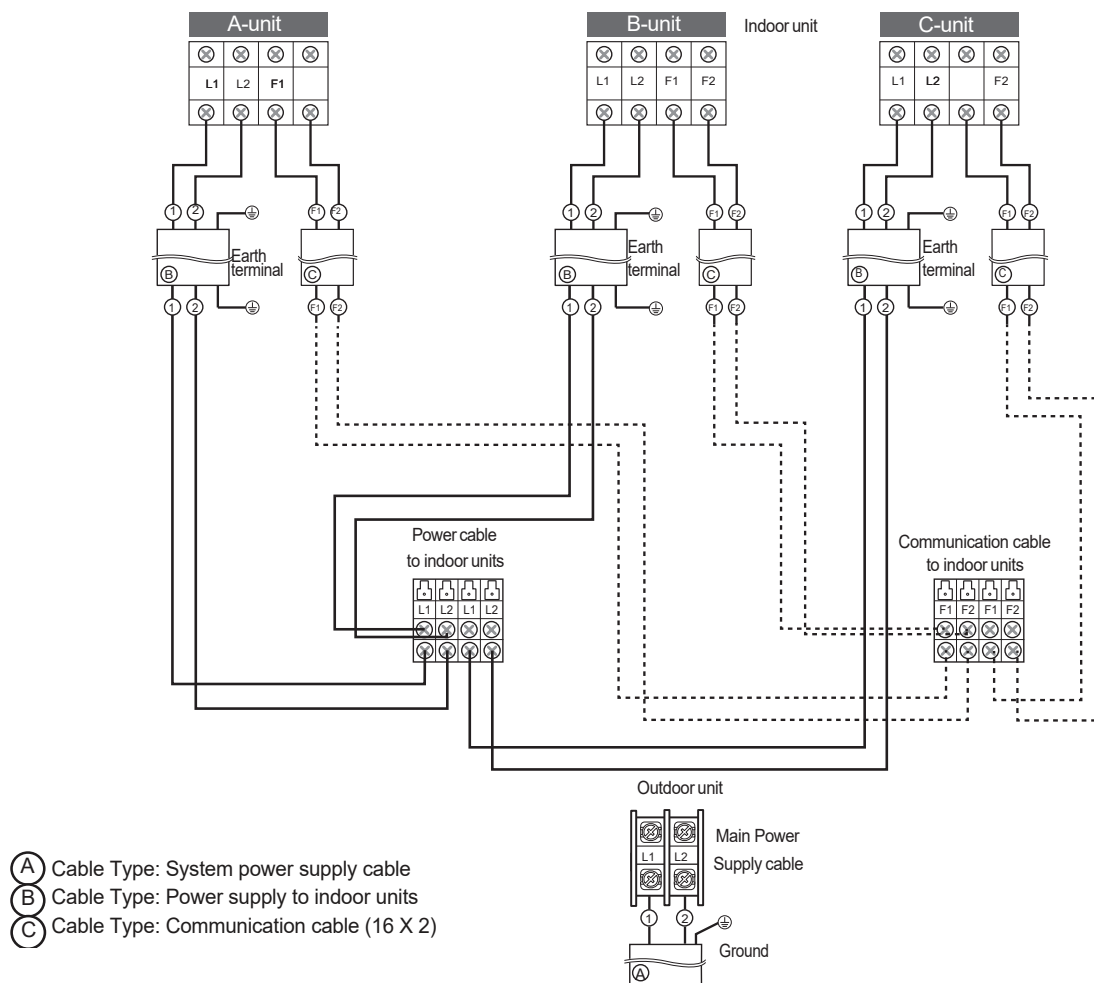 A-unit
B-unit
Indoor unit
C-unit
L1 L2 F1
L1 L2 F1 F2
L1 L2 F2
1 2 F1 F2
1 2 F1 F2
1 2 F1 F2
Earth
terminal
Earth
terminal
Earth
terminal
B C
B C
B C
1 2 F1 F2
1 2 F1 F2
1 2 F1 F2
Power cable
to indoor units
L1 L2 L1 L2
Communication cable
to indoor units
F1 F2 F1 F2
Outdoor unit
L1 L2
Main Power
Supply cable
1 2
Ground
A
A Cable Type: System power supply cable
B Cable Type: Power supply to indoor units
C Cable Type: Communication cable (16 X 2)